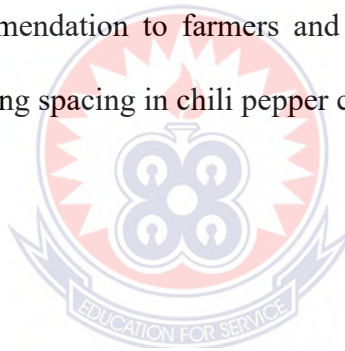 mendation to farmers and
ng spacing in chili pepper c
EDUCATION FOR SERVICE